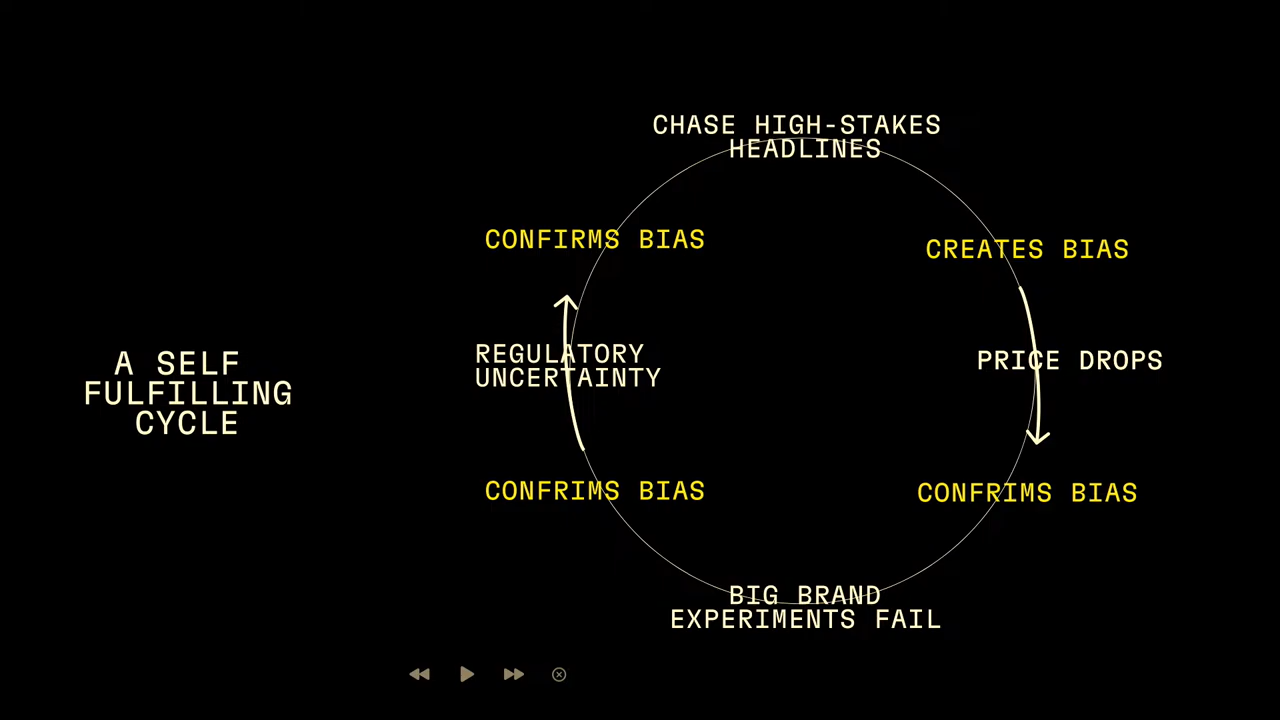 CHASE HIGH-STAKES
HEADLINES
CONFIRMS BIAS
CREATES BIAS
A SELF
FULFILLING
CYCLE
REGULATORY
UNCERTAINTY
PRICE DROPS
CONFRIMS BIAS
CONFRIMS BIAS
BIG BRAND
EXPERIMENTS FAIL